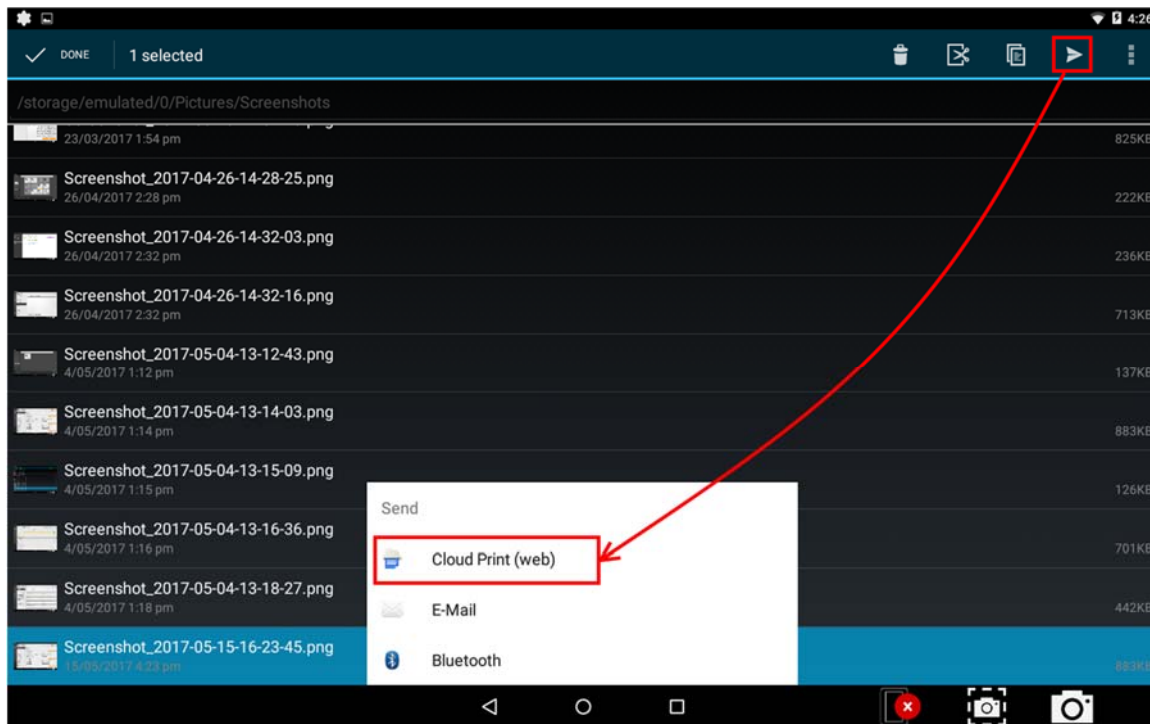 4:26
DONE 1 selected
/storage/emulated/0/Pictures/Screenshots
23/03/2017 1:54 pm 825KB
Screenshot_2017-04-26-14-28-25.png
26/04/2017 2:28 pm 222KB
Screenshot_2017-04-26-14-32-03.png
26/04/2017 2:32 pm 236KB
Screenshot_2017-04-26-14-32-16.png
26/04/2017 2:32 pm 713KB
Screenshot_2017-05-04-13-12-43.png
4/05/2017 1:12 pm 137KB
Screenshot_2017-05-04-13-14-03.png
4/05/2017 1:14 pm 883KB
Screenshot_2017-05-04-13-15-09.png
4/05/2017 1:15 pm 126KB
Send
Screenshot_2017-05-04-13-16-36.png
4/05/2017 1:16 pm 701KB
Cloud Print (web)
Screenshot_2017-05-04-13-18-27.png
4/05/2017 1:18 pm 442KB
E-Mail
Screenshot_2017-05-15-16-23-45.png
15/05/2017 4:23 pm 883KB
Bluetooth